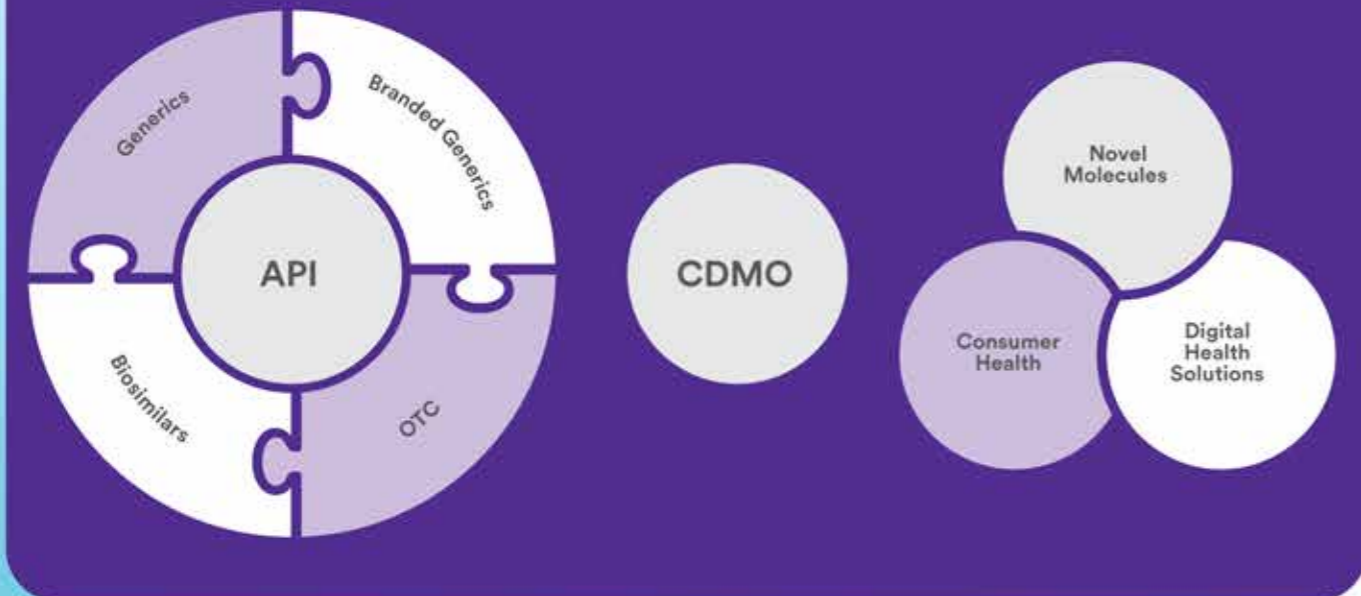 Generics
Branded Generics
API
Biosimilars
OTC
CDMO
Novel
Molecules
Consumer
Health
Digital
Health
Solutions